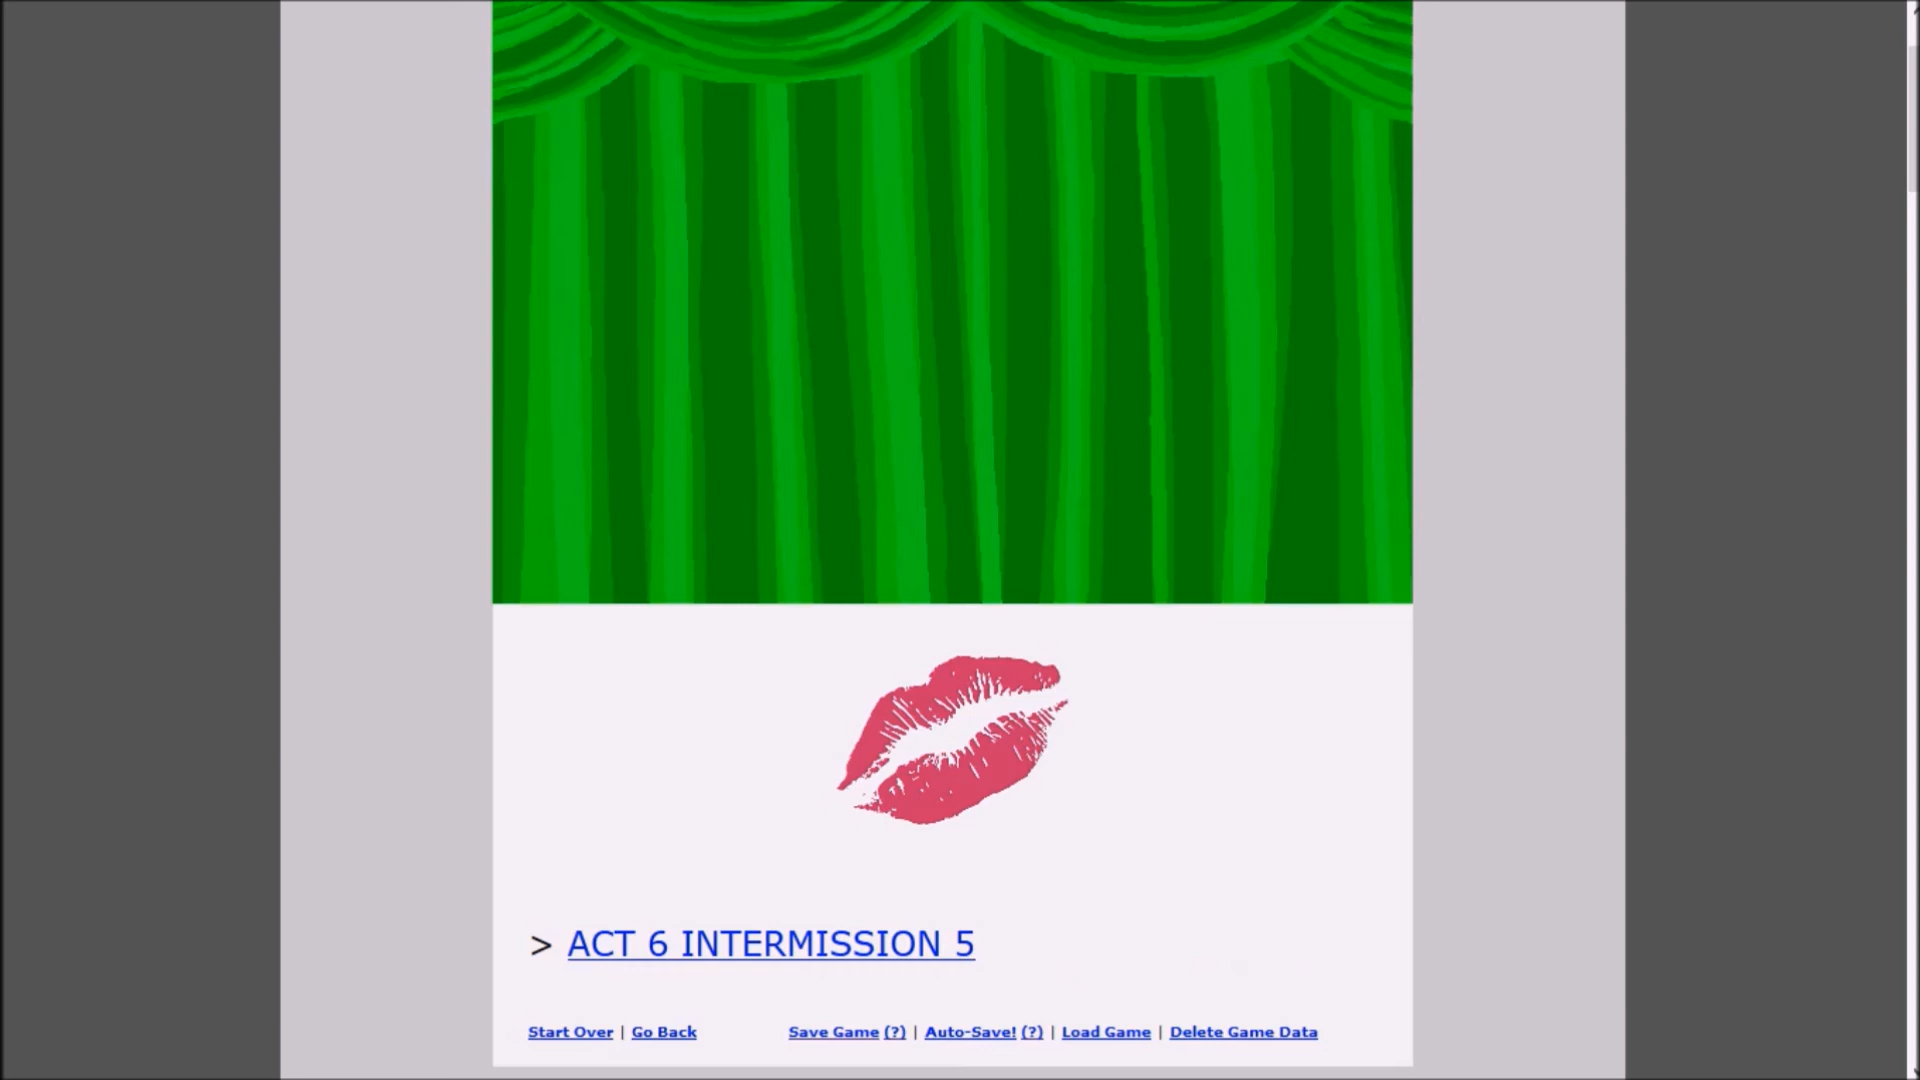 > ACT 6 INTERMISSION 5
Start Over | Go Back Save Game (?) | Auto-Save! (?) | Load Game | Delete Game Data